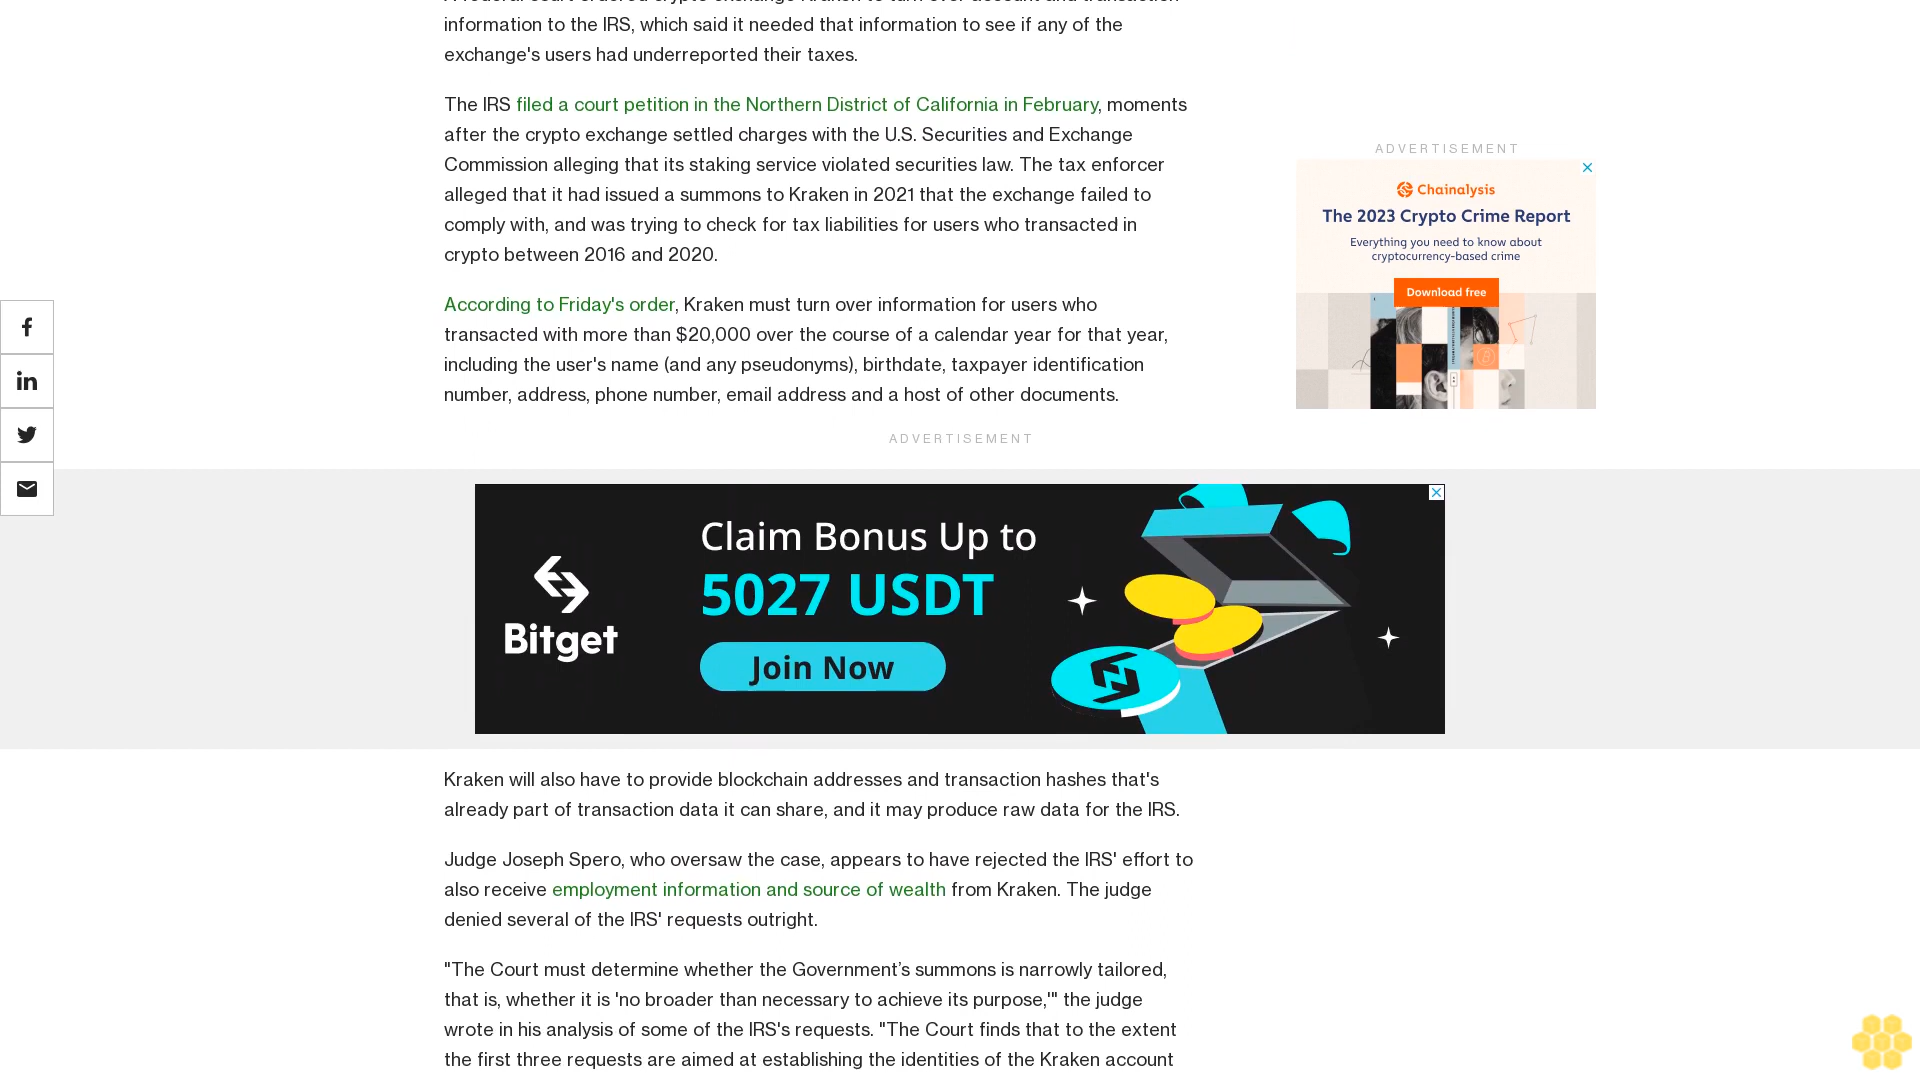 information to the IRS, which said it needed that information to see if any of the
exchange's users had underreported their taxes.
The IRS filed a court petition in the Northern District of California in February, moments
after the crypto exchange settled charges with the U.S. Securities and Exchange
Commission alleging that its staking service violated securities law. The tax enforcer
alleged that it had issued a summons to Kraken in 2021 that the exchange failed to
comply with, and was trying to check for tax liabilities for users who transacted in
crypto between 2016 and 2020.
According to Friday's order, Kraken must turn over information for users who
transacted with more than $20,000 over the course of a calendar year for that year,
including the user's name (and any pseudonyms), birthdate, taxpayer identification
number, address, phone number, email address and a host of other documents.
ADVERTISEMENT
Chainalysis
The 2023 Crypto Crime Report
Everything you need to know about
cryptocurrency-based crime
Download free
ADVERTISEMENT
Bitget
Claim Bonus Up to
5027 USDT
Join Now
Kraken will also have to provide blockchain addresses and transaction hashes that's
already part of transaction data it can share, and it may produce raw data for the IRS.
Judge Joseph Spero, who oversaw the case, appears to have rejected the IRS' effort to
also receive employment information and source of wealth from Kraken. The judge
denied several of the IRS' requests outright.
"The Court must determine whether the Government’s summons is narrowly tailored,
that is, whether it is 'no broader than necessary to achieve its purpose,'" the judge
wrote in his analysis of some of the IRS's requests. "The Court finds that to the extent
the first three requests are aimed at establishing the identities of the Kraken account